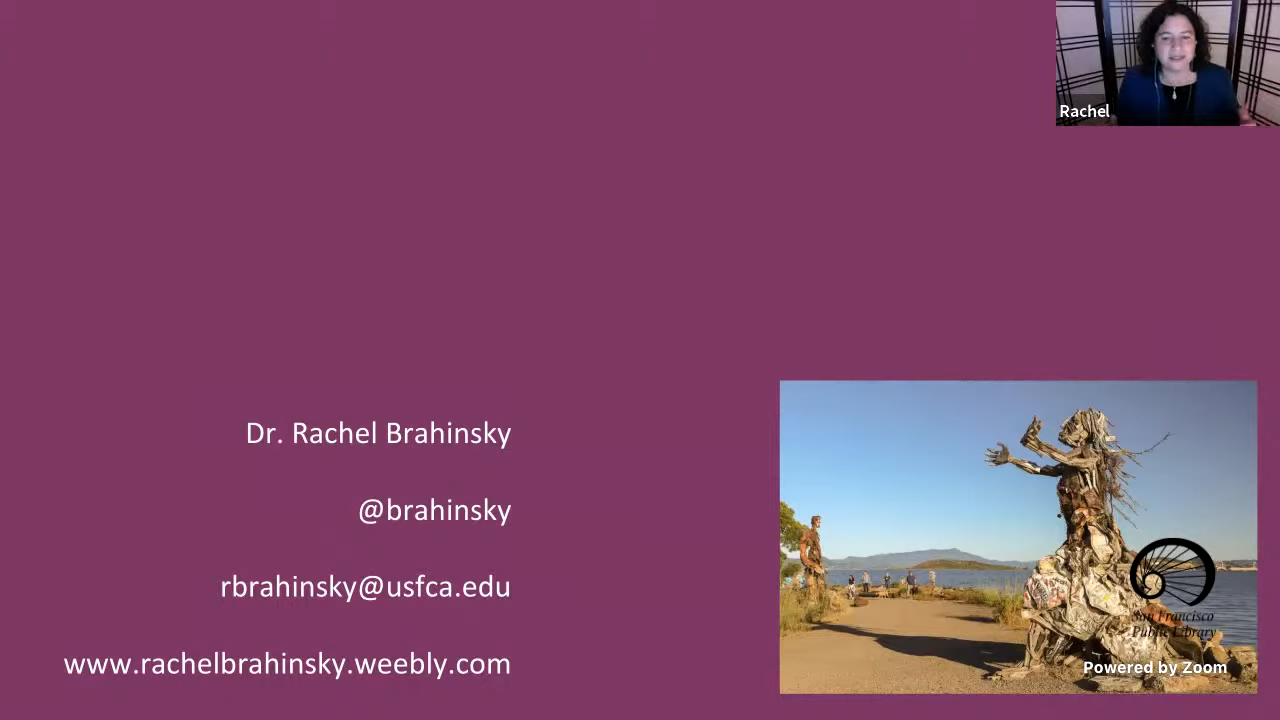 Rachel
Dr. Rachel Brahinsky
@brahinsky
rbrahinsky@usfca.edu
www.rachelbrahinsky.weebly.com
San Francisco
Public Library
Powered by Zoom